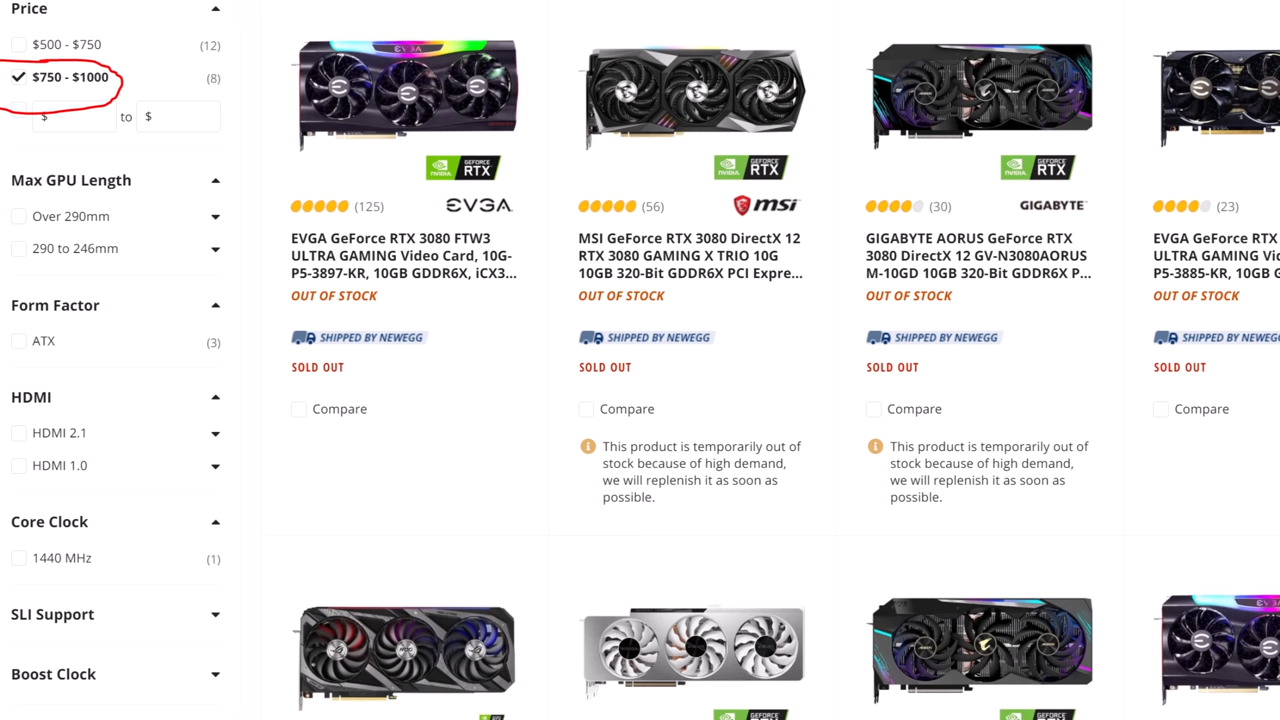 Price
$500 - $750 (12)
$750 - $1000 (8)
$ to $
Max GPU Length
Over 290mm
290 to 246mm
Form Factor
ATX (3)
HDMI
HDMI 2.1
HDMI 1.0
Core Clock
1440 MHz (1)
SLI Support
Boost Clock
EVGA
NVIDIA GEFORCE RTX
(125) EVGA
EVGA GeForce RTX 3080 FTW3
ULTRA GAMING Video Card, 10G-
P5-3897-KR, 10GB GDDR6X, iCX3...
OUT OF STOCK
SHIPPED BY NEWEGG
SOLD OUT
Compare
NVIDIA GEFORCE RTX
(56) msi
MSI GeForce RTX 3080 DirectX 12
RTX 3080 GAMING X TRIO 10G
10GB 320-Bit GDDR6X PCI Expre...
OUT OF STOCK
SHIPPED BY NEWEGG
SOLD OUT
Compare
This product is temporarily out of
stock because of high demand,
we will replenish it as soon as
possible.
NVIDIA GEFORCE RTX
(30) GIGABYTE
GIGABYTE AORUS GeForce RTX
3080 DirectX 12 GV-N3080AORUS
M-10GD 10GB 320-Bit GDDR6X P...
OUT OF STOCK
SHIPPED BY NEWEGG
SOLD OUT
Compare
This product is temporarily out of
stock because of high demand,
we will replenish it as soon as
possible.
(23)
EVGA GeForce RTX
ULTRA GAMING Vi
P5-3885-KR, 10GB G
OUT OF STOCK
SHIPPED BY NEWEGG
SOLD OUT
Compare
GEFORCE
GEFORCE